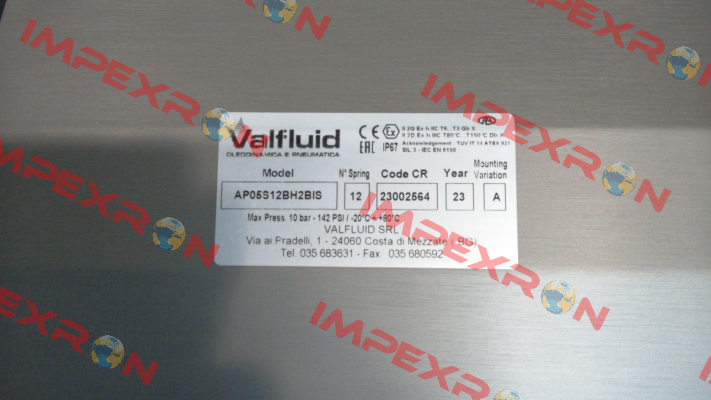 Valfluid
OLEODINAMICA E PNEUMATICA
CE Ex II 2G Ex h IIC T6...T3 Gb X
II 2D Ex h IIIC T80°C...T150°C Db X
EAC IP67 Acknowledgement TUV IT 14 ATEX
SIL 3 - IEC EN
Model N° Spring Code CR Year Mounting Variation
AP05S12BH2BIS 12 23002564 23 A
Max Press. 10 bar - 142 PSI / -20°C ÷ +80°C
VALFLUID SRL
Via ai Pradelli, 1 - 24060 Costa di Mezzate (BG)
Tel. 035 683631 - Fax 035 680592
IMPEXRON
IMPEXRON
IMPEXRON
IMPEXRON
IMPEXRON
IMPEXRON
IMPEXRON